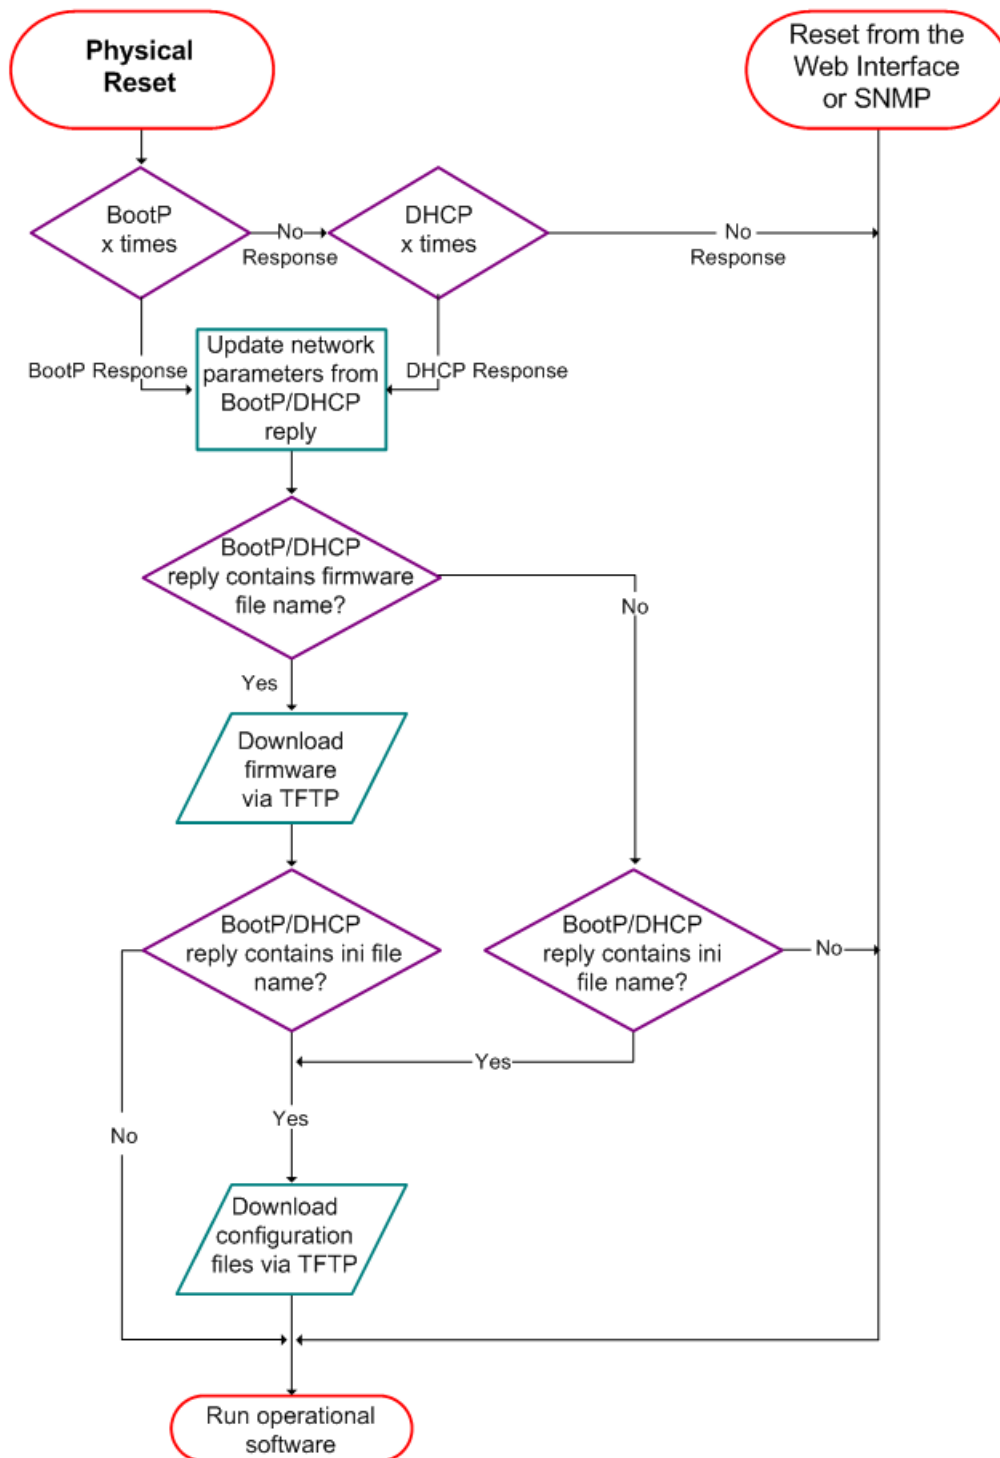 Physical
Reset
Reset from the
Web Interface
or SNMP
BootP
x times
No
Response
DHCP
x times
No
Response
BootP Response
Update network
parameters from
BootP/DHCP
reply
DHCP Response
BootP/DHCP
reply contains firmware
file name?
No
Yes
Download
firmware
via TFTP
BootP/DHCP
reply contains ini file
name?
BootP/DHCP
reply contains ini
file name?
No
Yes
Yes
No
Download
configuration
files via TFTP
Run operational
software